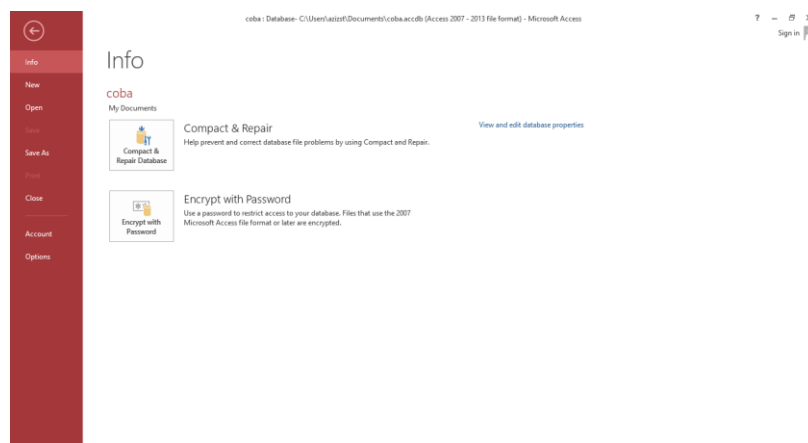 coba : Database- C:\Users\azizst\Documents\coba.accdb (Access 2007 - 2013 file format) - Microsoft Access
?
Sign in
Info
New
Open
Save
Save As
Print
Close
Account
Options
Info
coba
My Documents
Compact &
Repair Database
Compact & Repair
Help prevent and correct database file problems by using Compact and Repair.
View and edit database properties
Encrypt with
Password
Encrypt with Password
Use a password to restrict access to your database. Files that use the 2007
Microsoft Access file format or later are encrypted.